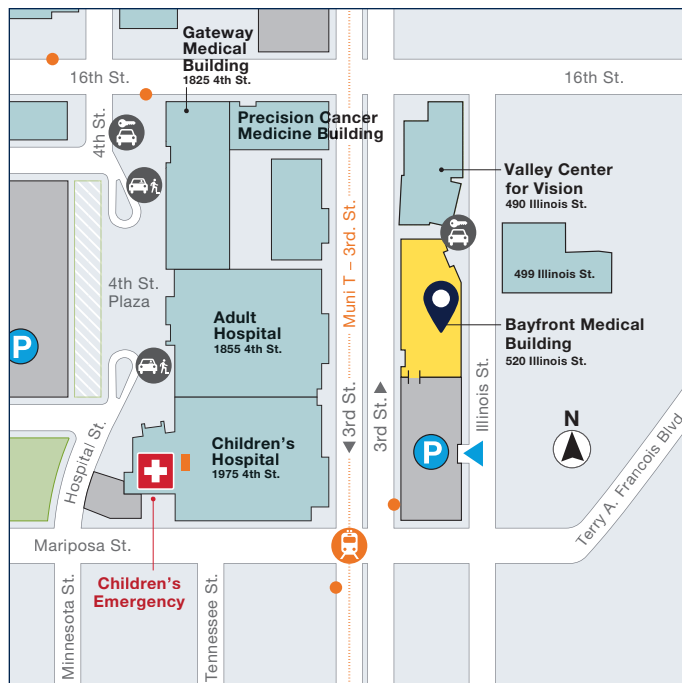 Gateway
Medical
Building
1825 4th St.
16th St.
16th St.
4th St.
Precision Cancer
Medicine Building
Valley Center
for Vision
490 Illinois St.
499 Illinois St.
4th St.
Plaza
Muni T – 3rd. St.
P
Adult
Hospital
1855 4th St.
Bayfront Medical
Building
520 Illinois St.
3rd St.
3rd St.
Illinois St.
N
Hospital St.
Children's
Hospital
1975 4th St.
P
Terry A. Francois Blvd
Mariposa St.
Children's
Emergency
Minnesota St.
Tennessee St.